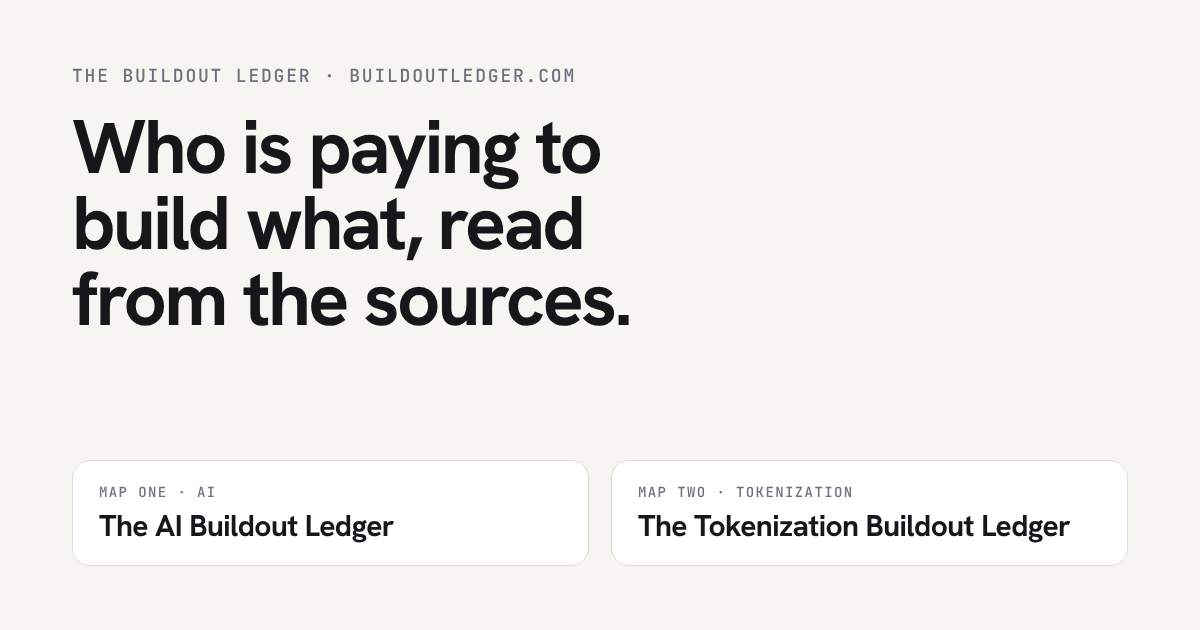 THE BUILDOUT LEDGER · BUILDOUTLEDGER.COM
Who is paying to
build what, read
from the sources.
MAP ONE · AI
The AI Buildout Ledger
MAP TWO · TOKENIZATION
The Tokenization Buildout Ledger